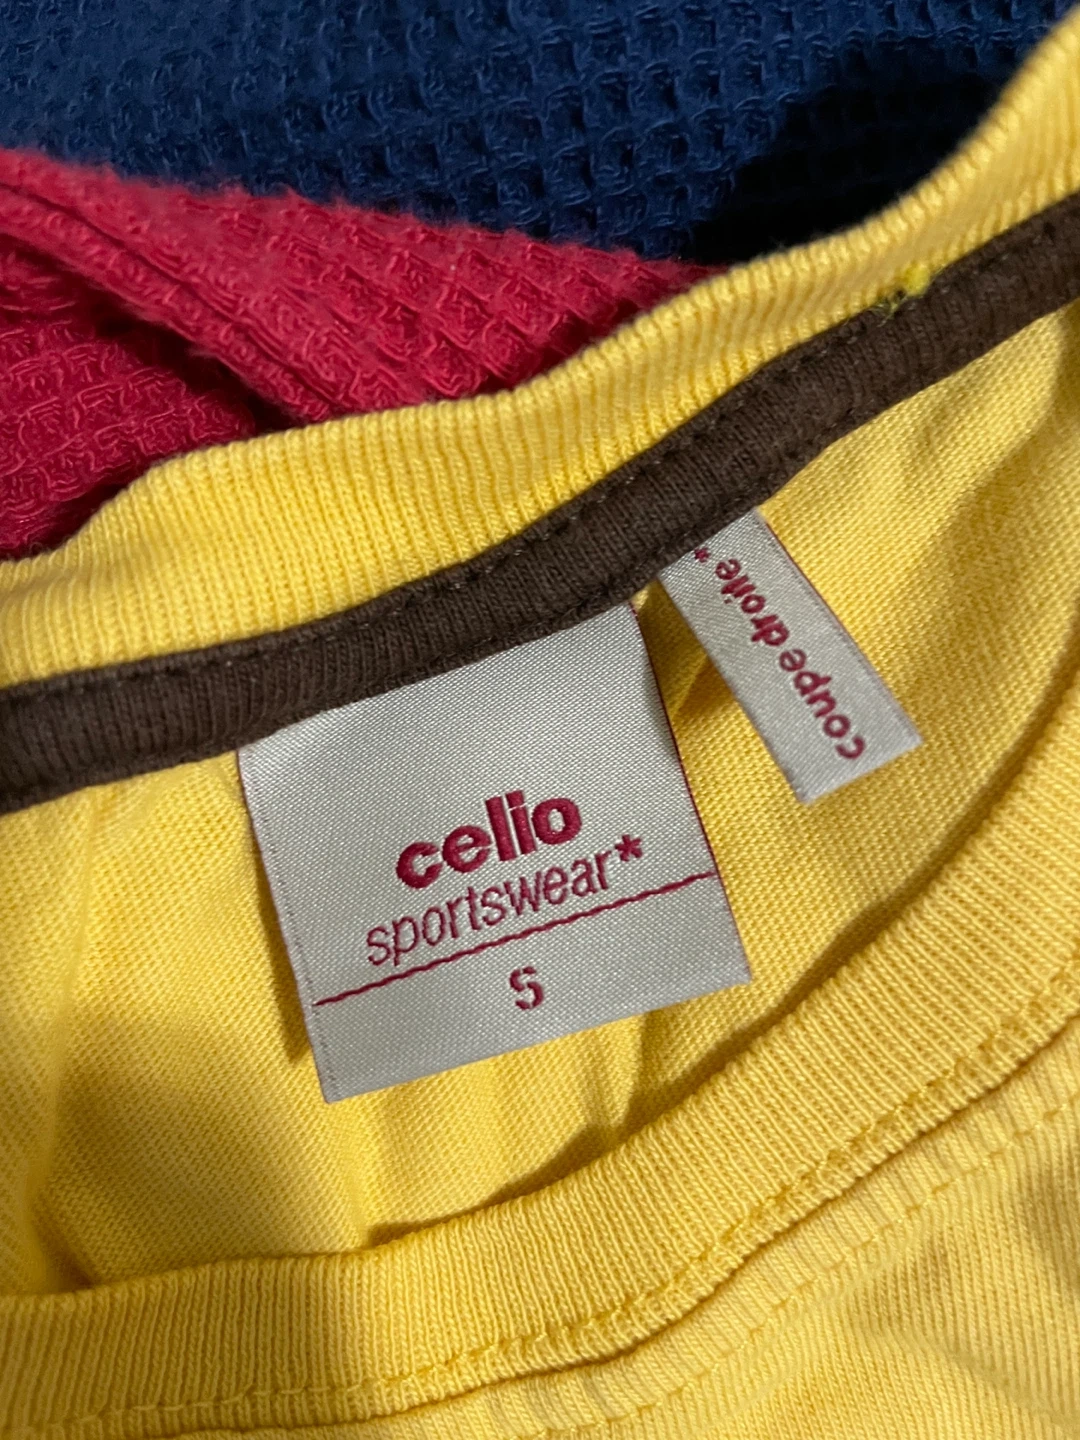 celio
sportswear*
S
coupe droite*